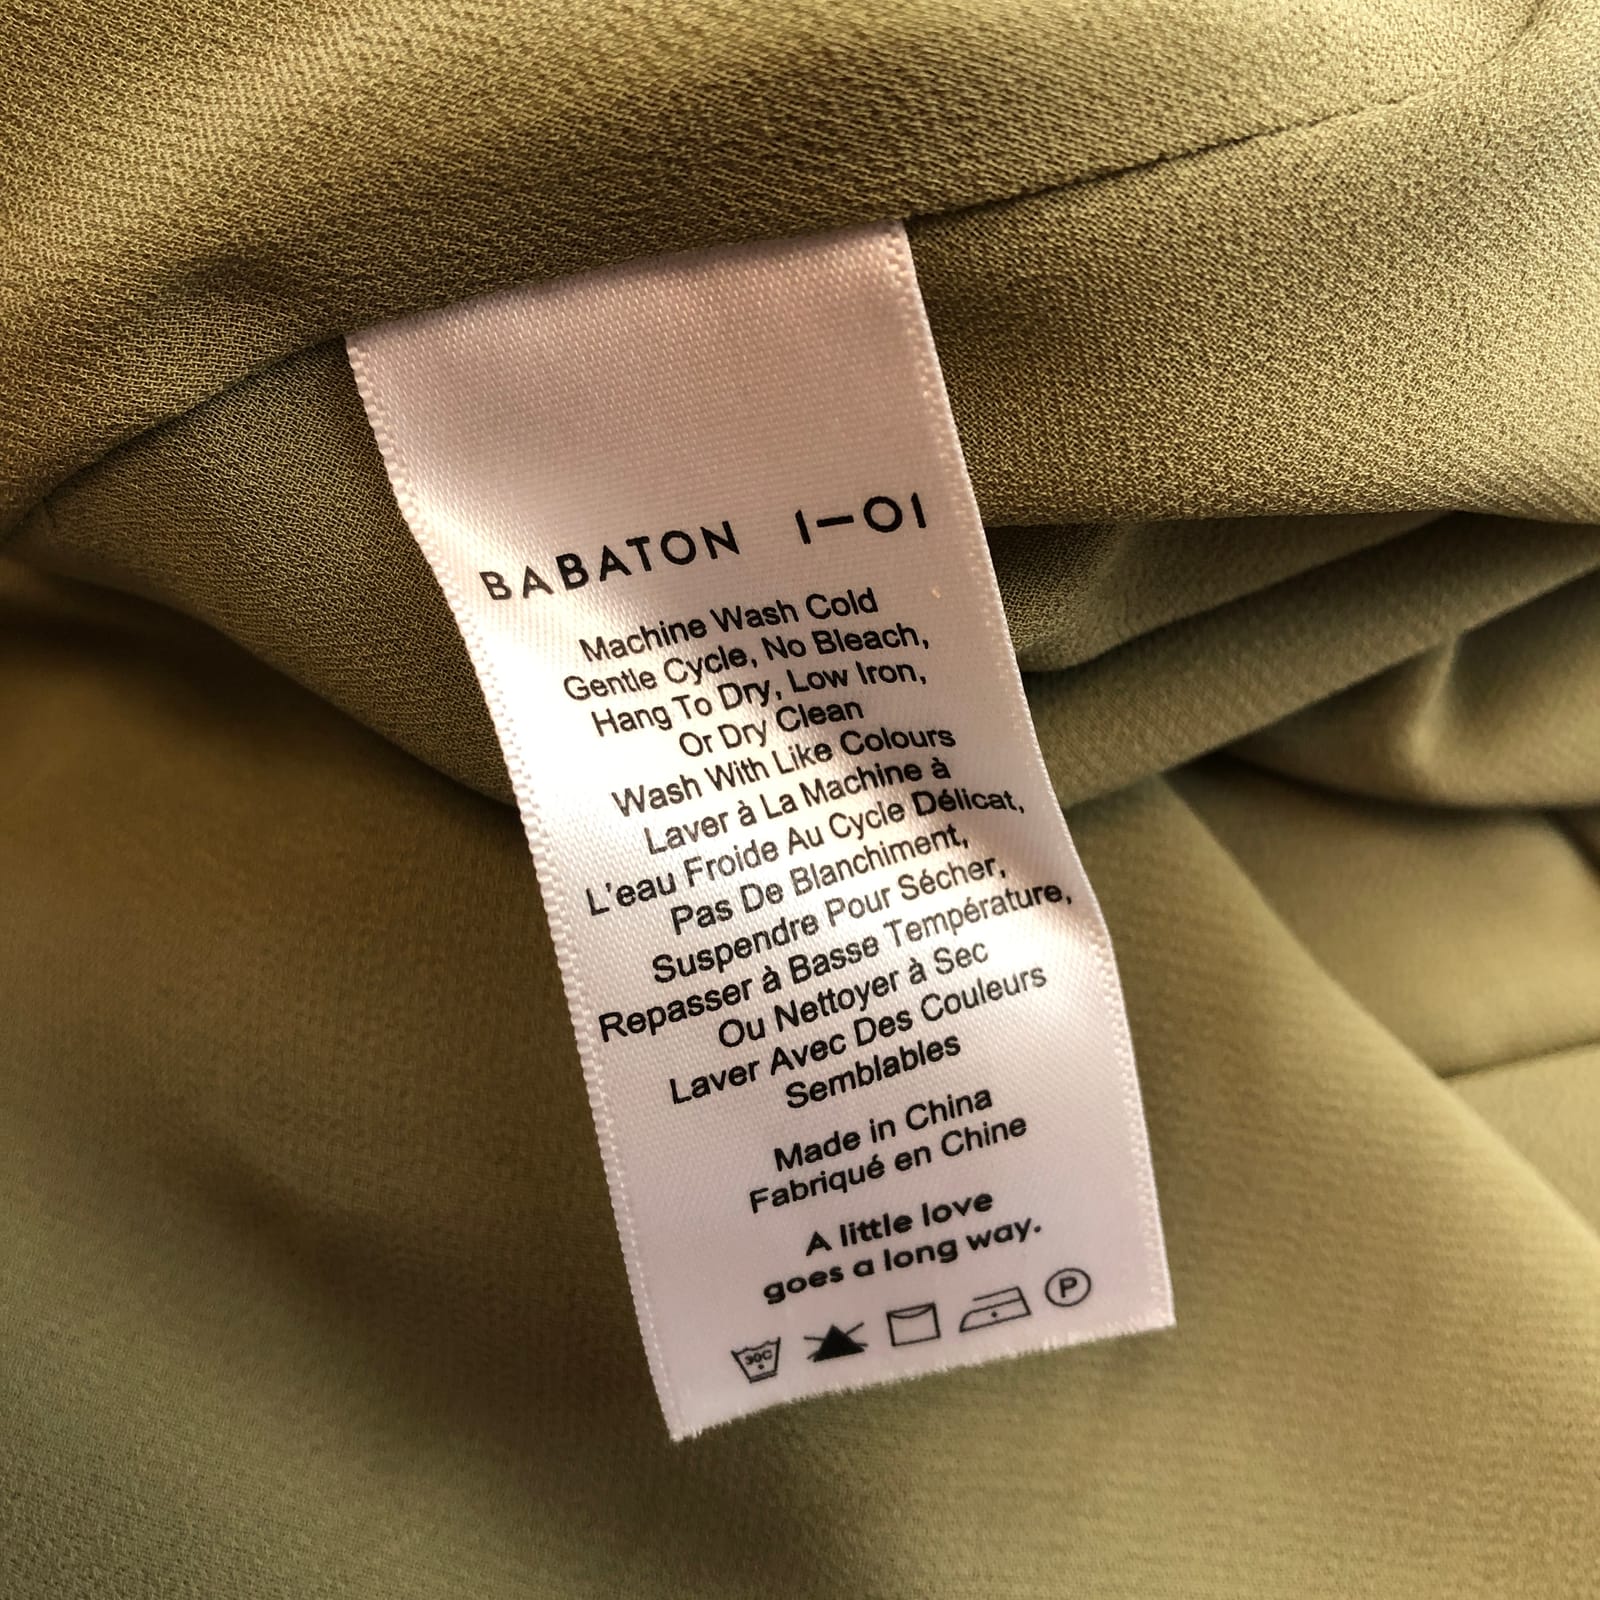 BABATON 1—01
Machine Wash Cold
Gentle Cycle, No Bleach,
Hang To Dry, Low Iron,
Or Dry Clean
Wash With Like Colours
Laver à La Machine à
L'eau Froide Au Cycle Délicat,
Pas De Blanchiment,
Suspendre Pour Sécher,
Repasser à Basse Température,
Ou Nettoyer à Sec
Laver Avec Des Couleurs
Semblables
Made in China
Fabriqué en Chine
A little love
goes a long way.
30C P